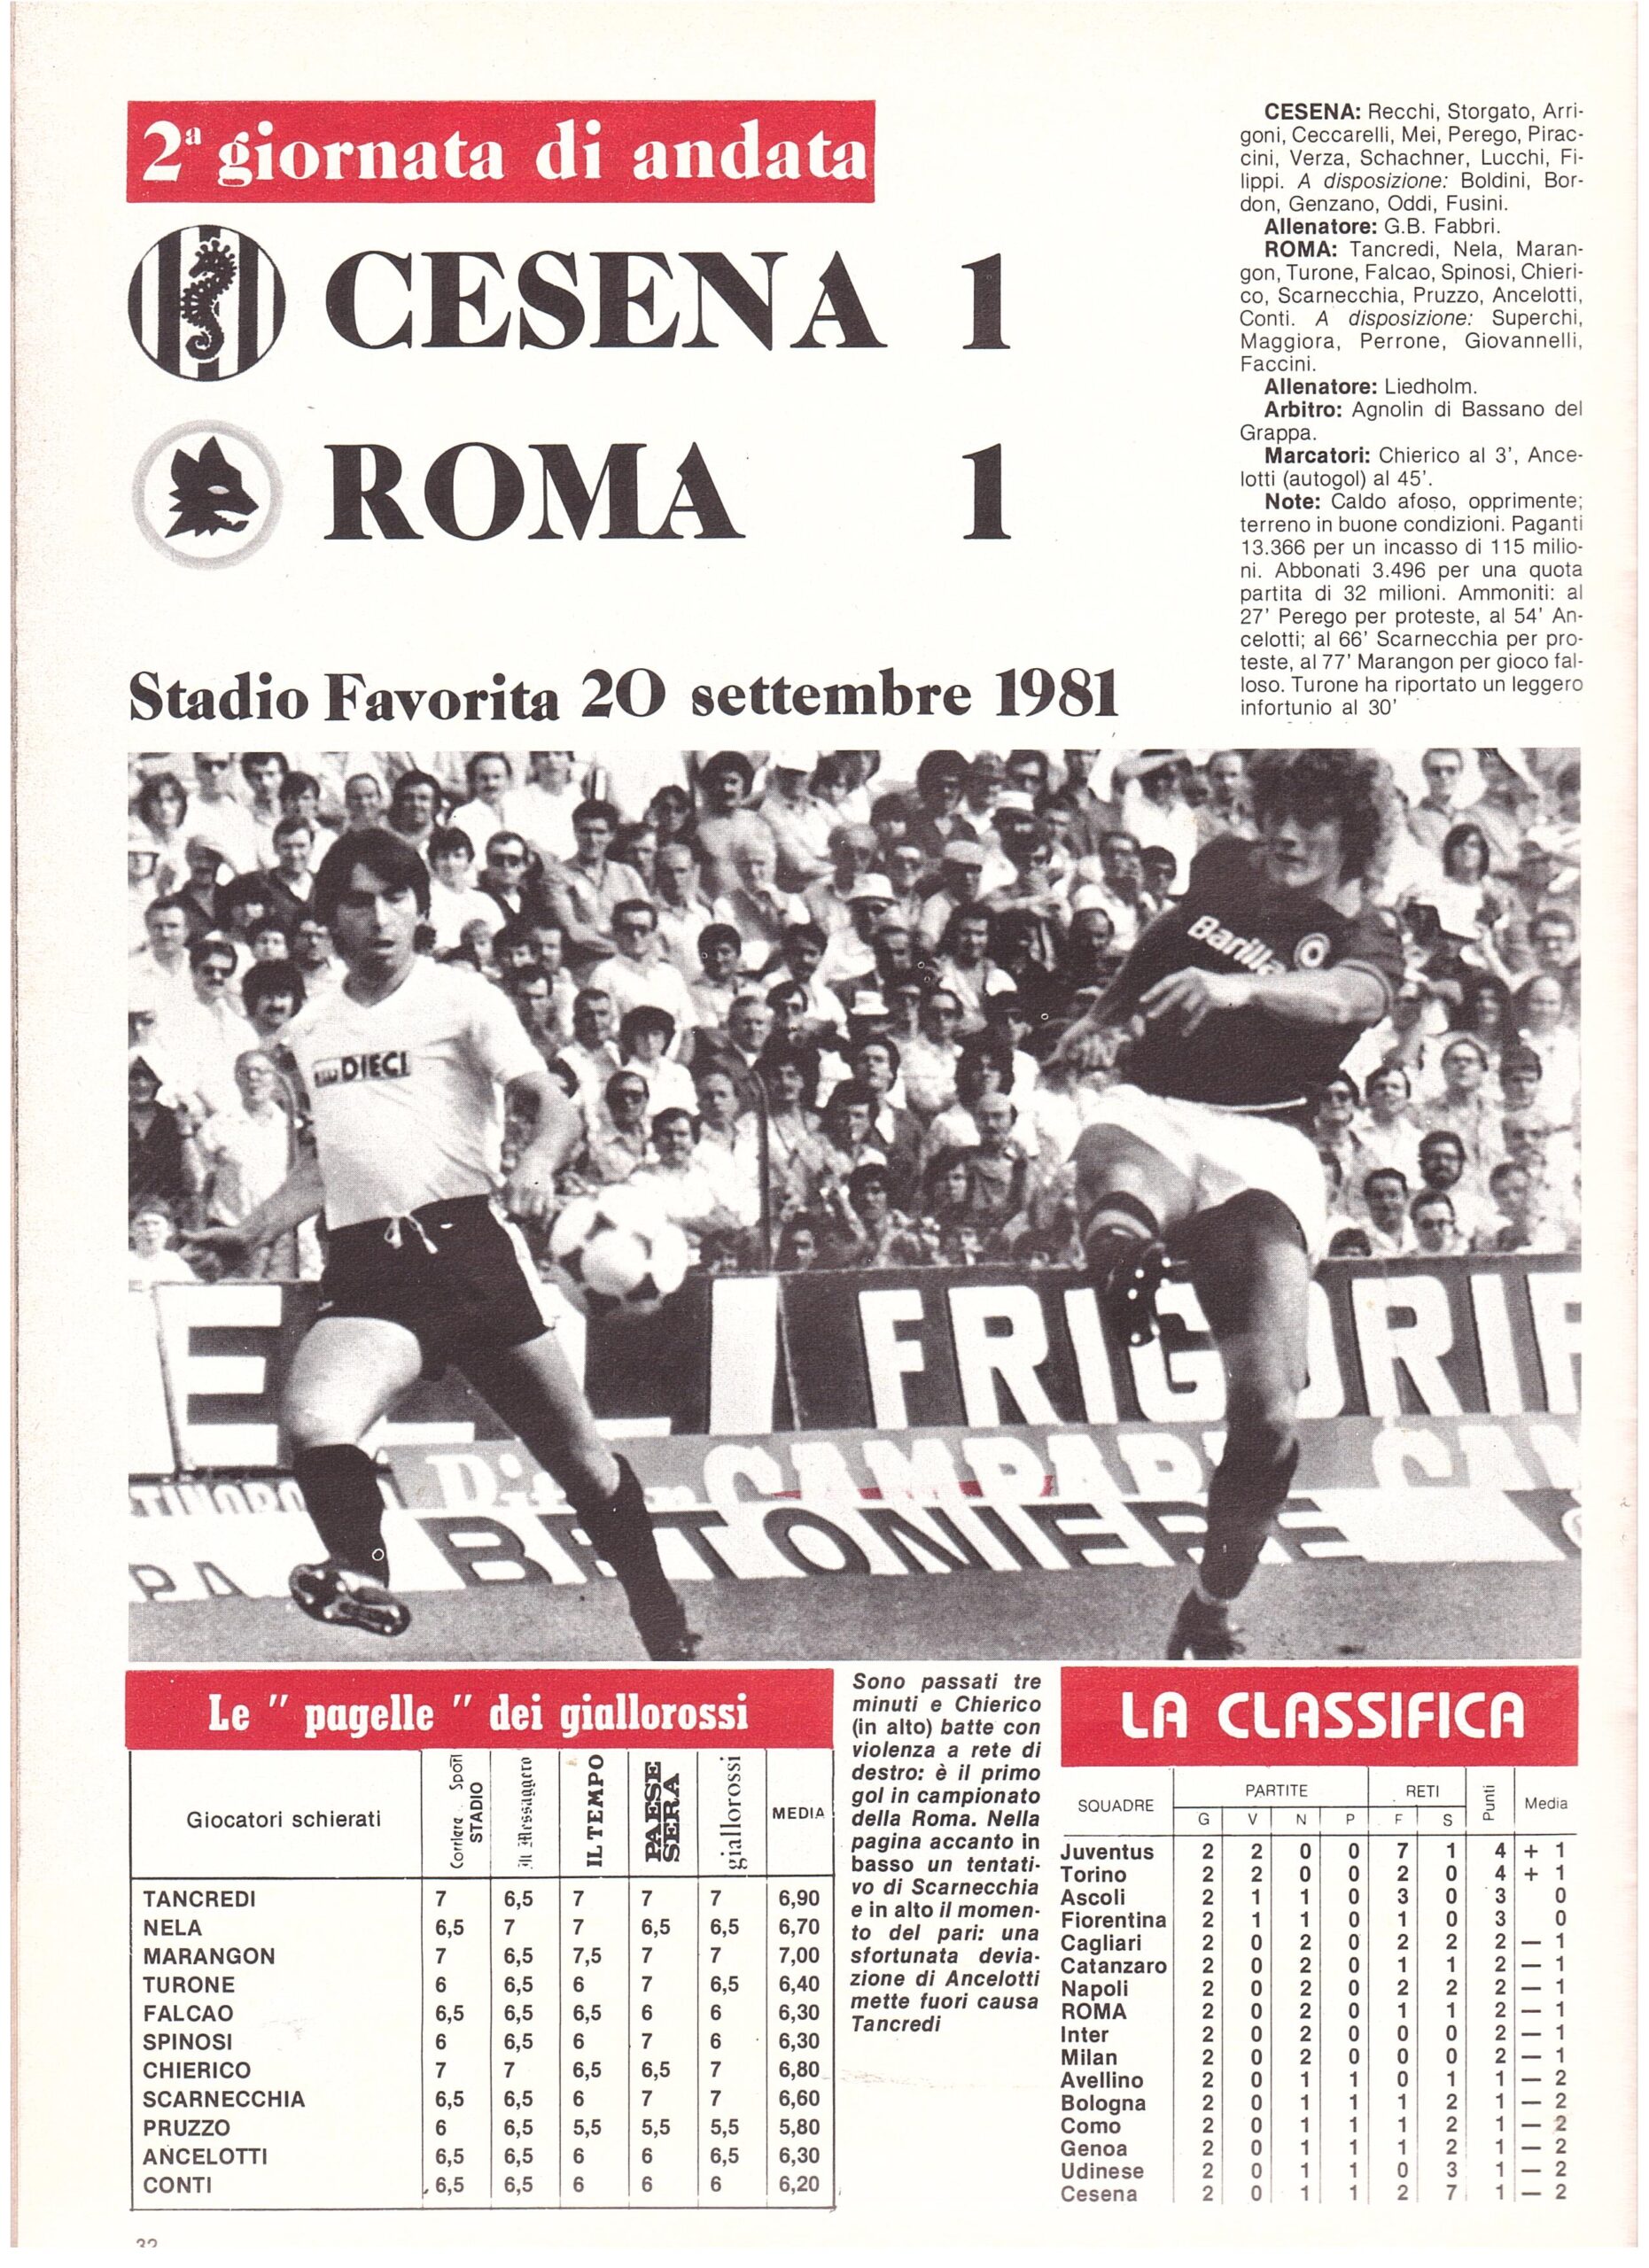 2ª giornata di andata
CESENA 1
ROMA 1
Stadio Favorita 20 settembre 1981
CESENA: Recchi, Storgato, Arri-
goni, Ceccarelli, Mei, Perego, Pirac-
cini, Verza, Schachner, Lucchi, Fi-
lippi. A disposizione: Boldini, Bor-
don, Genzano, Oddi, Fusini.
Allenatore: G.B. Fabbri.
ROMA: Tancredi, Nela, Maran-
gon, Turone, Falcao, Spinosi, Chieri-
co, Scarnecchia, Pruzzo, Ancelotti,
Conti. A disposizione: Superchi,
Maggiora, Perrone, Giovannelli,
Faccini.
Allenatore: Liedholm.
Arbitro: Agnolin di Bassano del
Grappa.
Marcatori: Chierico al 3', Ance-
lotti (autogol) al 45'.
Note: Caldo afoso, opprimente;
terreno in buone condizioni. Paganti
13.366 per un incasso di 115 milio-
ni. Abbonati 3.496 per una quota
partita di 32 milioni. Ammoniti: al
27' Perego per proteste, al 54' An-
celotti; al 66' Scarnecchia per pro-
teste, al 77' Marangon per gioco fal-
loso. Turone ha riportato un leggero
infortunio al 30'
Barilla
DIECI
FRIGORIF
CAMPARI CAM
BETONIERE
Le " pagelle " dei giallorossi
Giocatori schierati Corriere Sport STADIO Il Messaggero IL TEMPO PAESE SERA giallorossi MEDIA
TANCREDI 7 6,5 7 7 7 6,90
NELA 6,5 7 7 6,5 6,5 6,70
MARANGON 7 6,5 7,5 7 7 7,00
TURONE 6 6,5 6 7 6,5 6,40
FALCAO 6,5 6,5 6,5 6 6 6,30
SPINOSI 6 6,5 6 7 6 6,30
CHIERICO 7 7 6,5 6,5 7 6,80
SCARNECCHIA 6,5 6,5 6 7 7 6,60
PRUZZO 6 6,5 5,5 5,5 5,5 5,80
ANCELOTTI 6,5 6,5 6 6 6,5 6,30
CONTI 6,5 6,5 6 6 6 6,20
Sono passati tre
minuti e Chierico
(in alto) batte con
violenza a rete di
destro: è il primo
gol in campionato
della Roma. Nella
pagina accanto in
basso un tentati-
vo di Scarnecchia
e in alto il momen-
to del pari: una
sfortunata devia-
zione di Ancelotti
mette fuori causa
Tancredi
LA CLASSIFICA
SQUADRE PARTITE RETI Punti Media
G V N P F S
Juventus 2 2 0 0 7 1 4 + 1
Torino 2 2 0 0 2 0 4 + 1
Ascoli 2 1 1 0 3 0 3 0
Fiorentina 2 1 1 0 1 0 3 0
Cagliari 2 0 2 0 2 2 2 — 1
Catanzaro 2 0 2 0 1 1 2 — 1
Napoli 2 0 2 0 2 2 2 — 1
ROMA 2 0 2 0 1 1 2 — 1
Inter 2 0 2 0 0 0 2 — 1
Milan 2 0 2 0 0 0 2 — 1
Avellino 2 0 1 1 0 1 1 — 2
Bologna 2 0 1 1 1 2 1 — 2
Como 2 0 1 1 1 2 1 — 2
Genoa 2 0 1 1 1 2 1 — 2
Udinese 2 0 1 1 0 3 1 — 2
Cesena 2 0 1 1 2 7 1 — 2
32